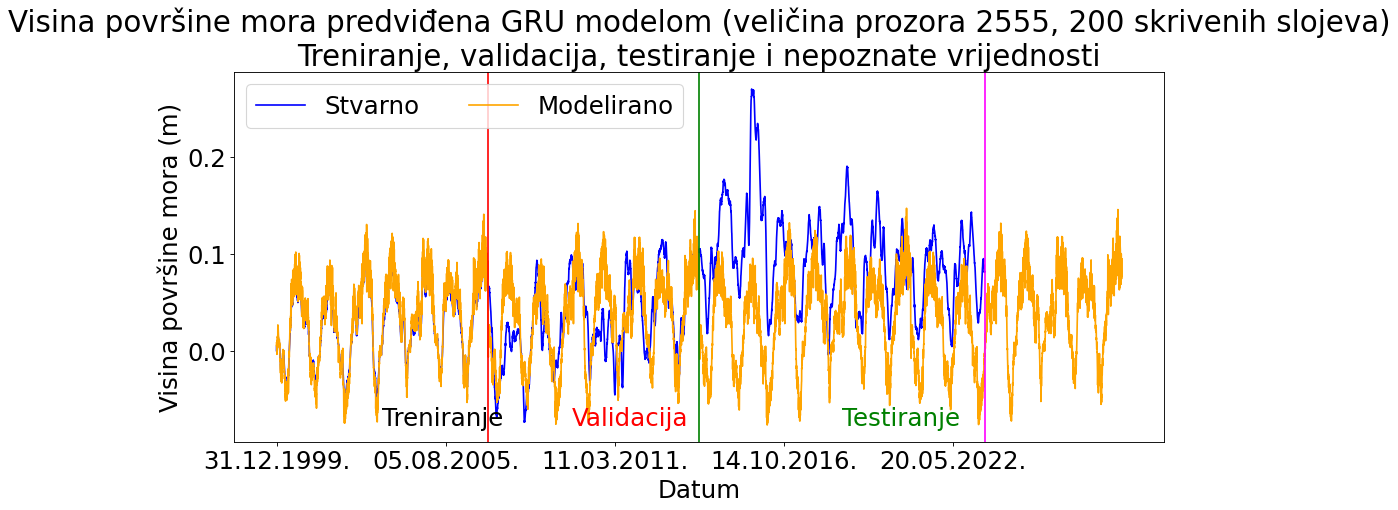 Visina površine mora predviđena GRU modelom (veličina prozora 2555, 200 skrivenih slojeva)
Treniranje, validacija, testiranje i nepoznate vrijednosti
Stvarno
Modelirano
Visina površine mora (m)
0.2
0.1
0.0
Treniranje
Validacija
Testiranje
31.12.1999.
05.08.2005.
11.03.2011.
14.10.2016.
20.05.2022.
Datum